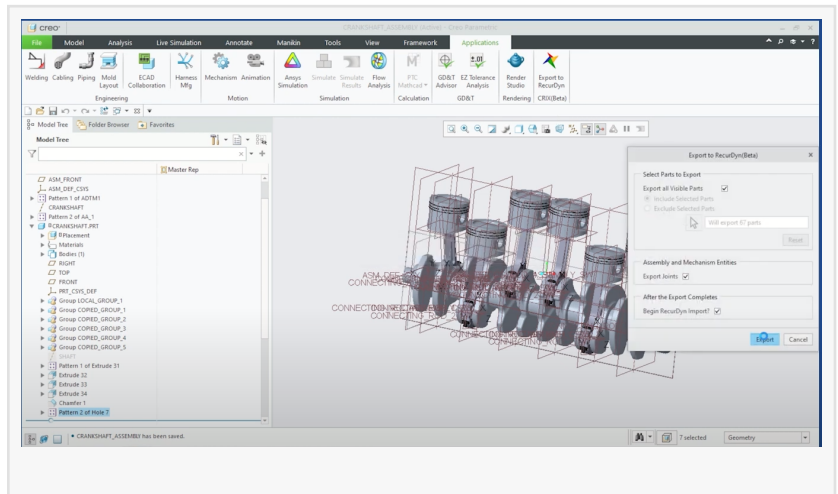 creo
CRANKSHAFT_ASSEMBLY (Active) - Creo Parametric
File Model Analysis Live Simulation Annotate Manikin Tools View Framework Applications
Welding Cabling Piping Mold Layout ECAD Collaboration Harness Mfg Mechanism Animation Ansys Simulation Simulate Simulate Results Flow Analysis PTC Mathcad GD&T Advisor EZ Tolerance Analysis Render Studio Export to RecurDyn
Engineering Motion Simulation Calculation GD&T Rendering CRIX(Beta)
Model Tree Folder Browser Favorites
Model Tree
Master Rep
ASM_FRONT
ASM_DEF_CSYS
Pattern 1 of ADTM1
CRANKSHAFT
Pattern 2 of AA_1
CRANKSHAFT.PRT
Placement
Materials
Bodies (1)
RIGHT
TOP
FRONT
PRT_CSYS_DEF
Group LOCAL_GROUP_1
Group COPIED_GROUP_1
Group COPIED_GROUP_2
Group COPIED_GROUP_3
Group COPIED_GROUP_4
Group COPIED_GROUP_5
SHAFT
Pattern 1 of Extrude 31
Extrude 32
Extrude 33
Extrude 34
Chamfer 1
Pattern 2 of Hole 7
Export to RecurDyn(Beta)
Select Parts to Export
Export all Visible Parts
Include Selected Parts
Exclude Selected Parts
Will export 87 parts
Reset
Assembly and Mechanism Entities
Export Joints
After the Export Completes
Begin RecurDyn Import?
Export Cancel
CRANKSHAFT_ASSEMBLY has been saved.
7 selected Geometry